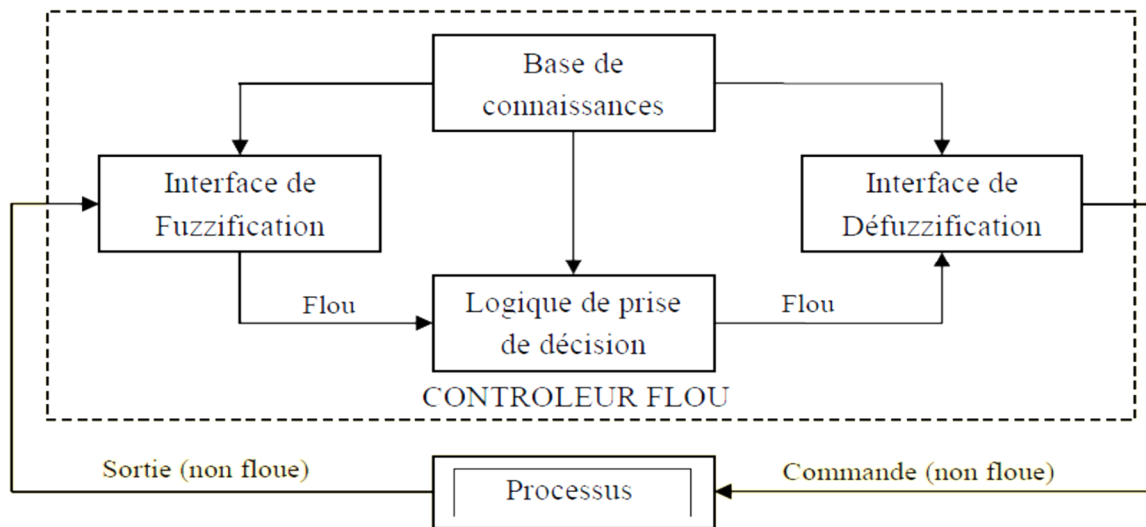 Base de
connaissances
Interface de
Fuzzification
Interface de
Défuzzification
Flou
Logique de prise
de décision
Flou
CONTROLEUR FLOU
Sortie (non floue)
Processus
Commande (non floue)